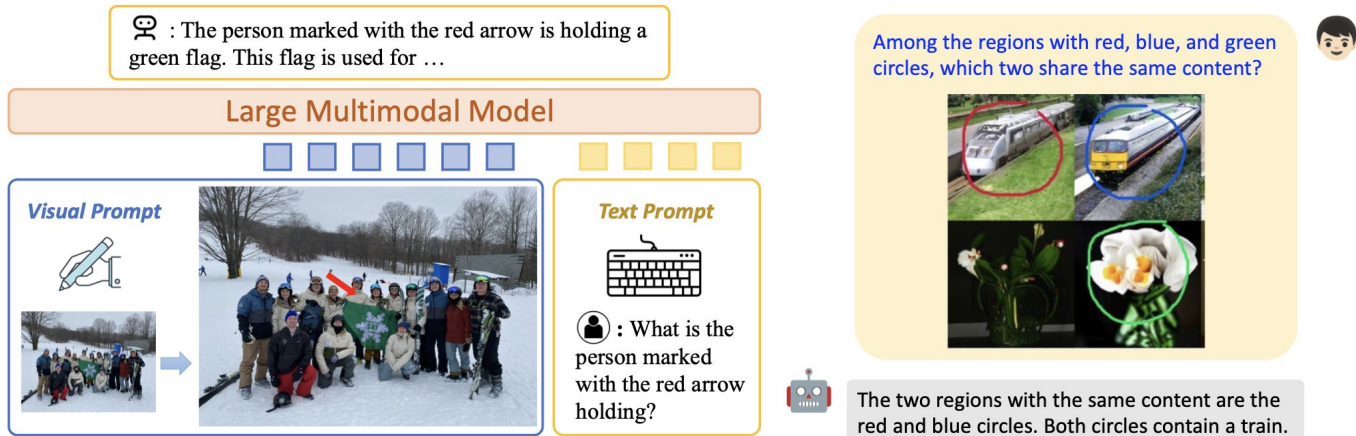 : The person marked with the red arrow is holding a
green flag. This flag is used for …
Large Multimodal Model
Visual Prompt
Text Prompt
SKI
: What is the
person marked
with the red arrow
holding?
Among the regions with red, blue, and green
circles, which two share the same content?
The two regions with the same content are the
red and blue circles. Both circles contain a train.